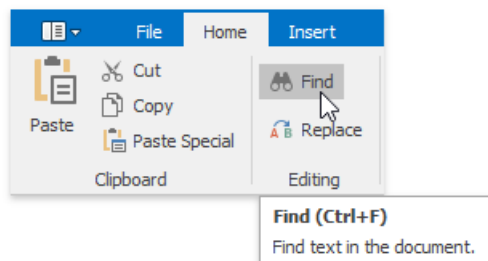 File Home Insert
Paste
Cut
Copy
Paste Special
Clipboard
Find
A B Replace
Editing
Find (Ctrl+F)
Find text in the document.